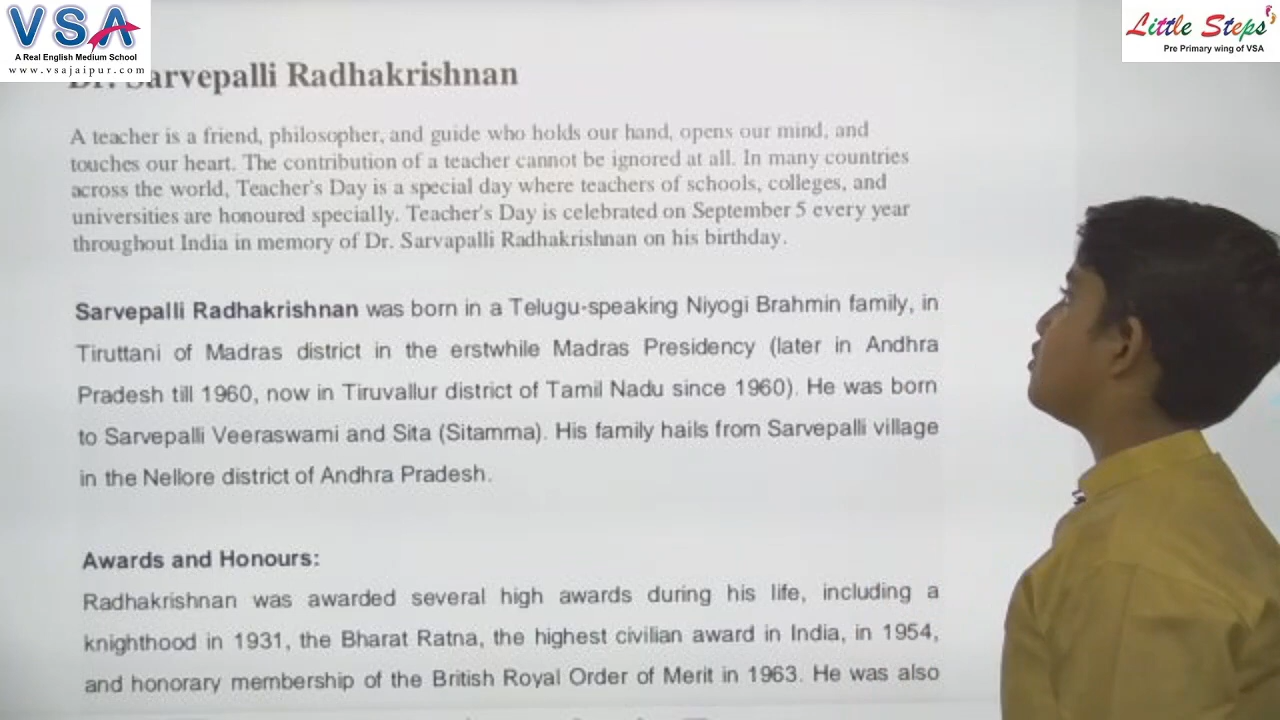 VSA
A Real English Medium School
www.vsajaipur.com
Little Steps
Pre Primary wing of VSA
Dr. Sarvepalli Radhakrishnan
A teacher is a friend, philosopher, and guide who holds our hand, opens our mind, and
touches our heart. The contribution of a teacher cannot be ignored at all. In many countries
across the world, Teacher's Day is a special day where teachers of schools, colleges, and
universities are honoured specially. Teacher's Day is celebrated on September 5 every year
throughout India in memory of Dr. Sarvapalli Radhakrishnan on his birthday.
Sarvepalli Radhakrishnan was born in a Telugu-speaking Niyogi Brahmin family, in
Tiruttani of Madras district in the erstwhile Madras Presidency (later in Andhra
Pradesh till 1960, now in Tiruvallur district of Tamil Nadu since 1960). He was born
to Sarvepalli Veeraswami and Sita (Sitamma). His family hails from Sarvepalli village
in the Nellore district of Andhra Pradesh.
Awards and Honours:
Radhakrishnan was awarded several high awards during his life, including a
knighthood in 1931, the Bharat Ratna, the highest civilian award in India, in 1954,
and honorary membership of the British Royal Order of Merit in 1963. He was also